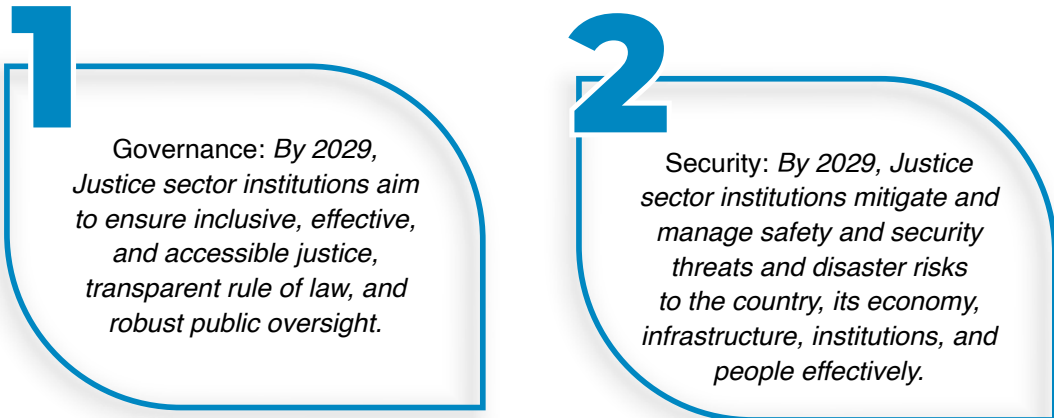 1
Governance: By 2029,
Justice sector institutions aim
to ensure inclusive, effective,
and accessible justice,
transparent rule of law, and
robust public oversight.
2
Security: By 2029, Justice
sector institutions mitigate and
manage safety and security
threats and disaster risks
to the country, its economy,
infrastructure, institutions, and
people effectively.